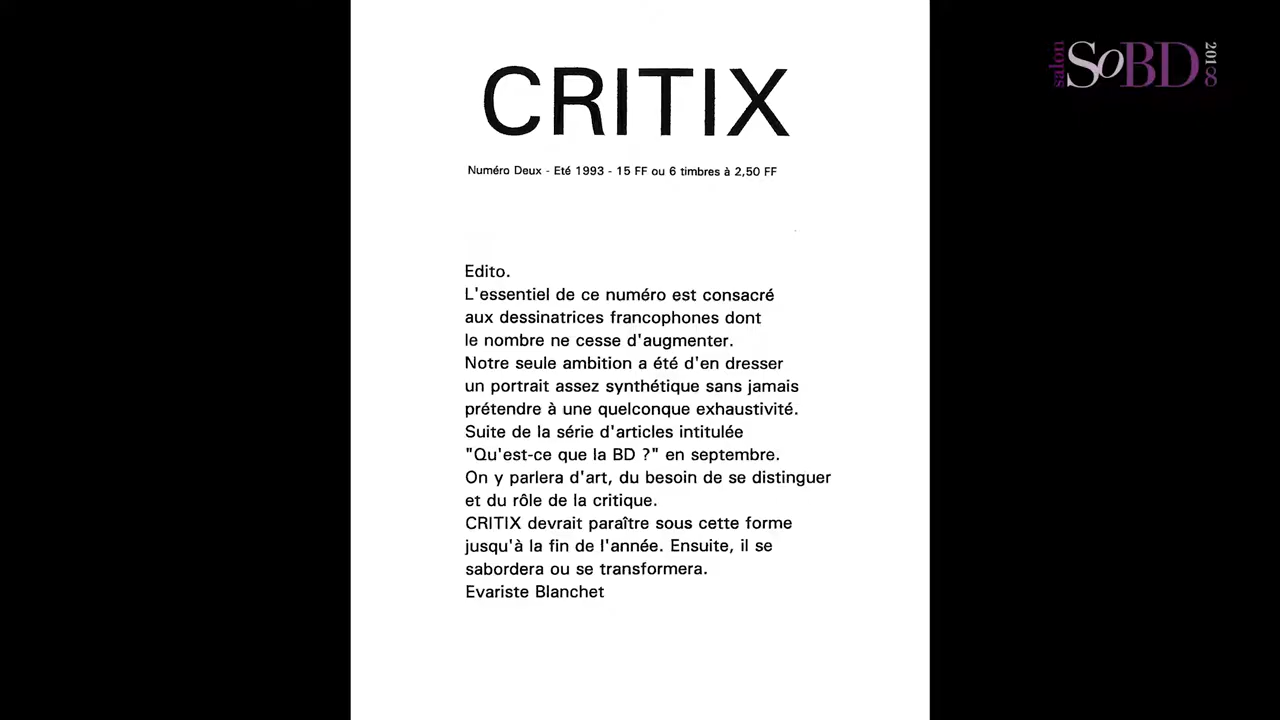 CRITIX
Numéro Deux - Eté 1993 - 15 FF ou 6 timbres à 2,50 FF
Edito.
L'essentiel de ce numéro est consacré
aux dessinatrices francophones dont
le nombre ne cesse d'augmenter.
Notre seule ambition a été d'en dresser
un portrait assez synthétique sans jamais
prétendre à une quelconque exhaustivité.
Suite de la série d'articles intitulée
"Qu'est-ce que la BD ?" en septembre.
On y parlera d'art, du besoin de se distinguer
et du rôle de la critique.
CRITIX devrait paraître sous cette forme
jusqu'à la fin de l'année. Ensuite, il se
sabordera ou se transformera.
Evariste Blanchet
salon SoBD 2018